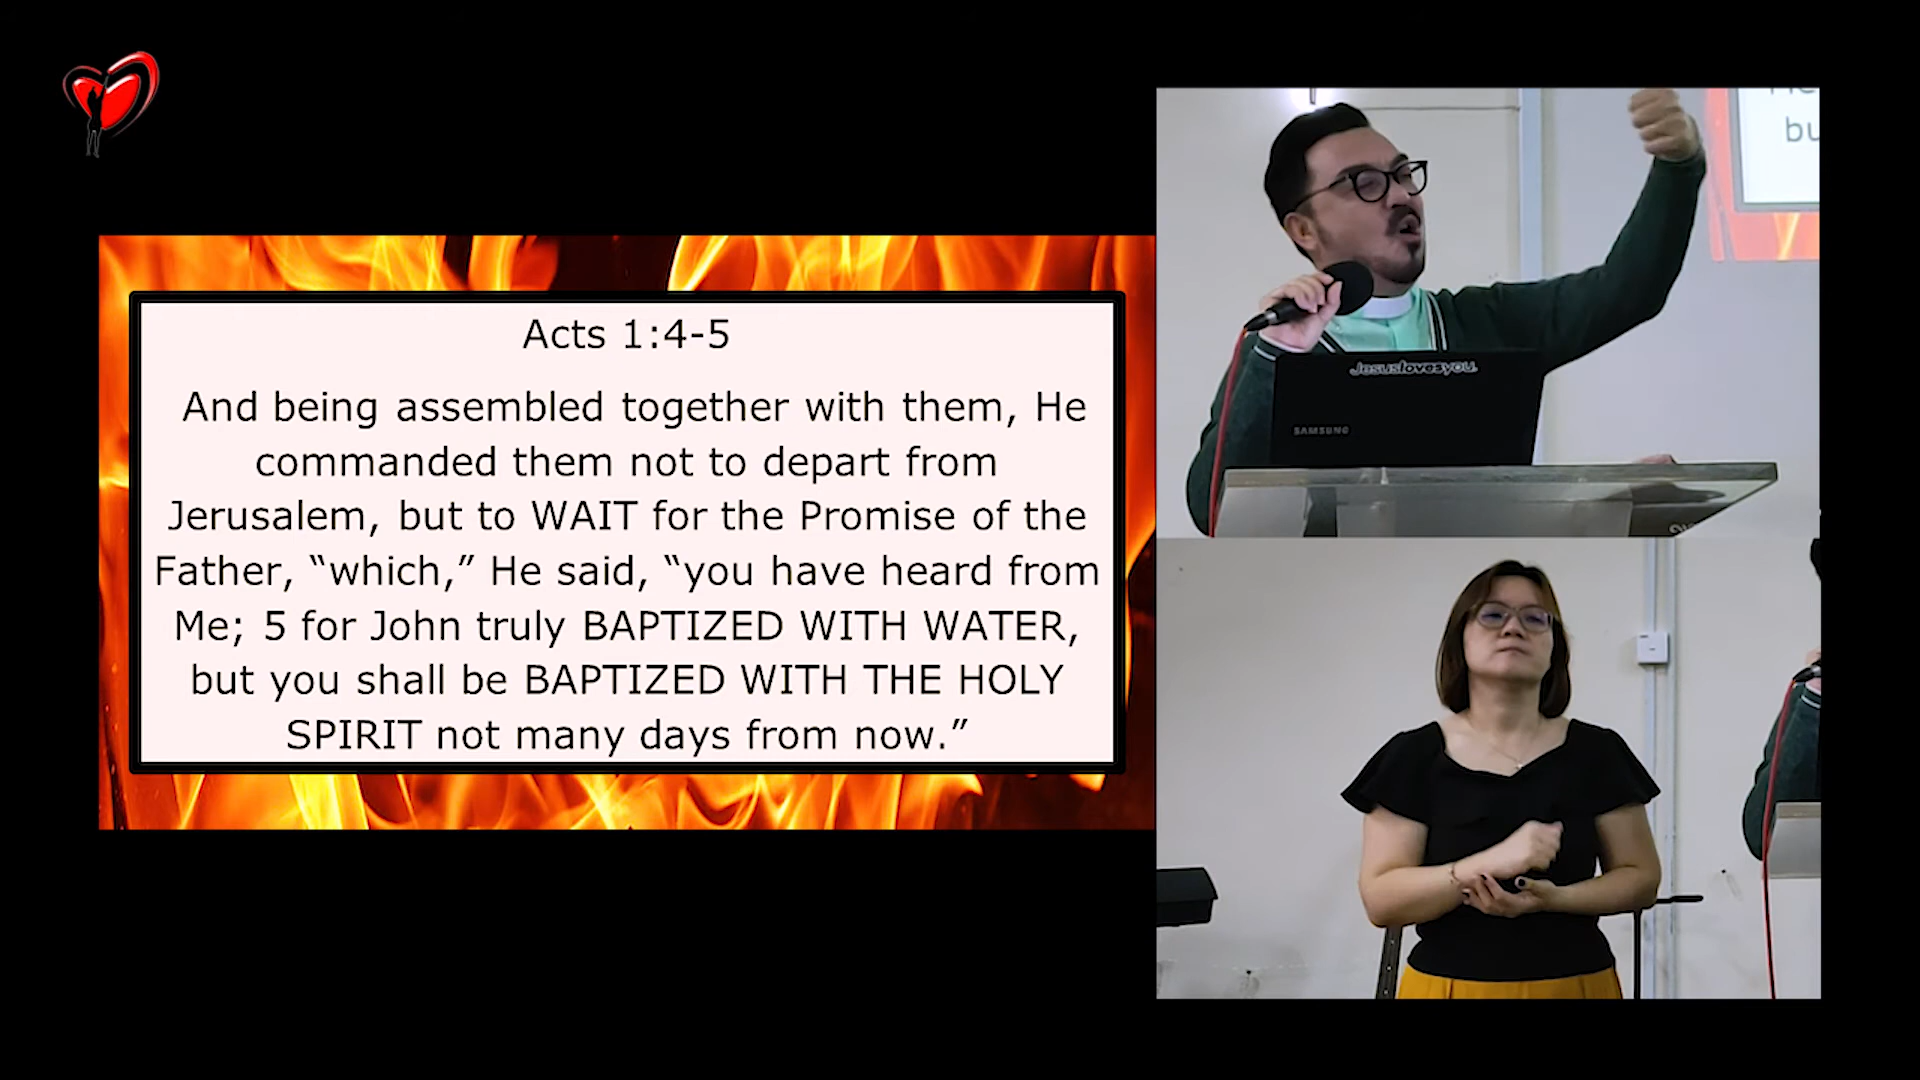 Acts 1:4-5
And being assembled together with them, He
commanded them not to depart from
Jerusalem, but to WAIT for the Promise of the
Father, “which,” He said, “you have heard from
Me; 5 for John truly BAPTIZED WITH WATER,
but you shall be BAPTIZED WITH THE HOLY
SPIRIT not many days from now.”
bu
Jesuslovesyou.
SAMSUNG